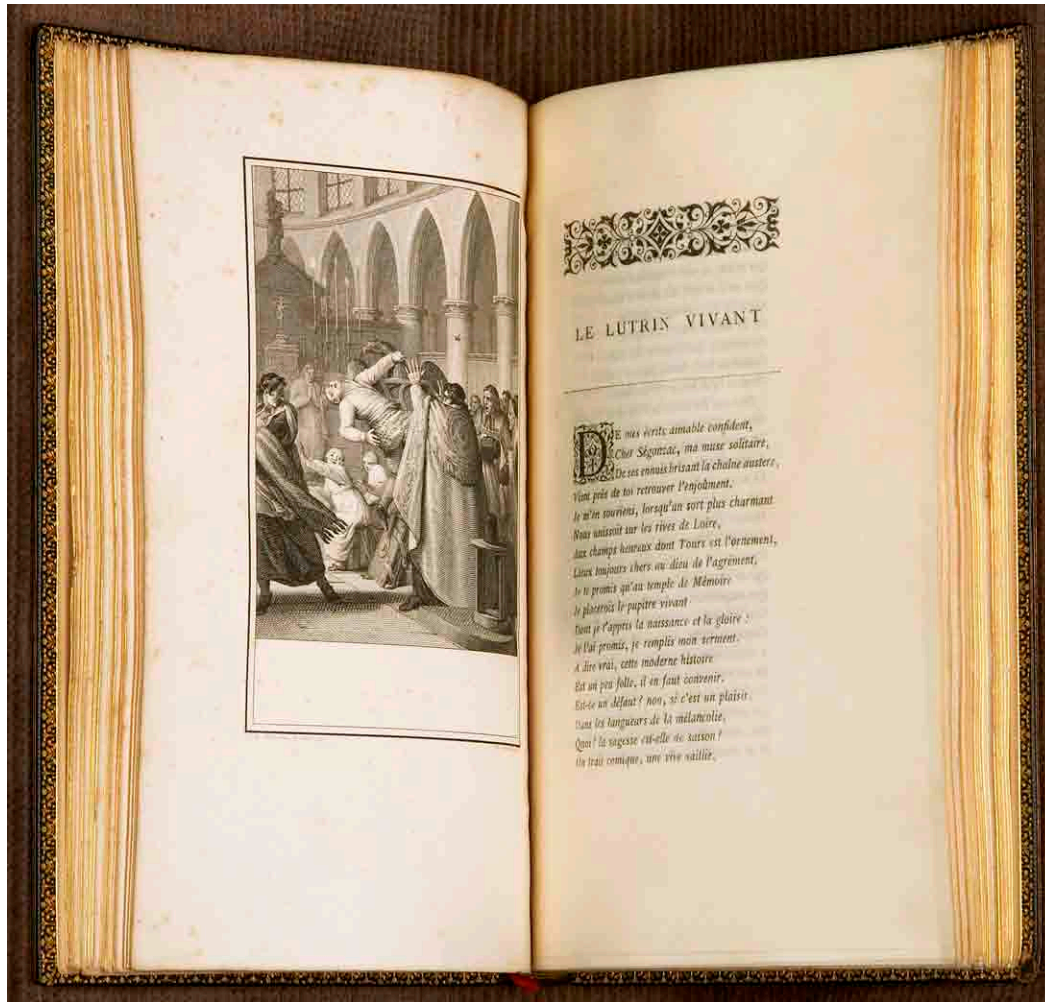 LE LUTRIN VIVANT
DE mes écrits aimable confident,
Cher Ségonzac, ma muse solitaire,
De ses ennuis brisant la chaîne austere,
Vient près de toi retrouver l'enjoûment.
Je m'en souviens, lorsqu'un sort plus charmant
Nous unissoit sur les rives de Loire,
Aux champs heureux dont Tours est l'ornement,
Lieux toujours chers au dieu de l'agrément,
Je te promis qu'au temple de Mémoire
Je placerois le pupitre vivant
Dont je t'appris la naissance et la gloire :
Je l'ai promis, je remplis mon serment.
A dire vrai, cette moderne histoire
Est un peu folle, il en faut convenir.
Est-ce un défaut ? non, si c'est un plaisir.
Dans les langueurs de la mélancolie,
Quoi ! la sagesse est-elle de saison ?
Un trait comique, une vive saillie,